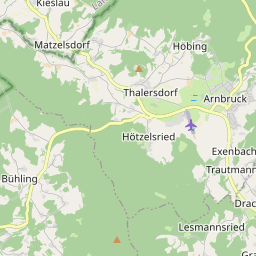 Kieslau
Matzelsdorf
Höbing
Thalersdorf
Arnbruck
Hötzelsried
Exenbach
Trautmann
Bühling
Drac
Lesmannsried